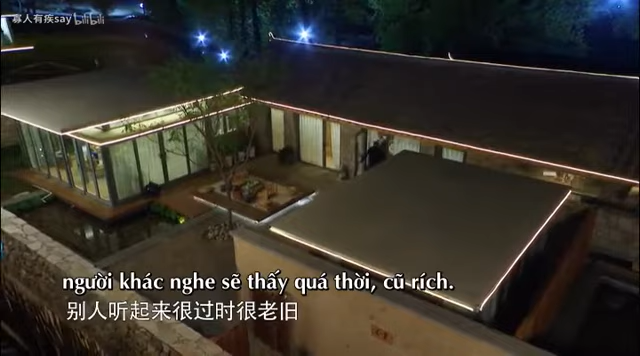 寡人有疾say bilibili
người khác nghe sẽ thấy quá thời, cũ rích.
别人听起来很过时很老旧